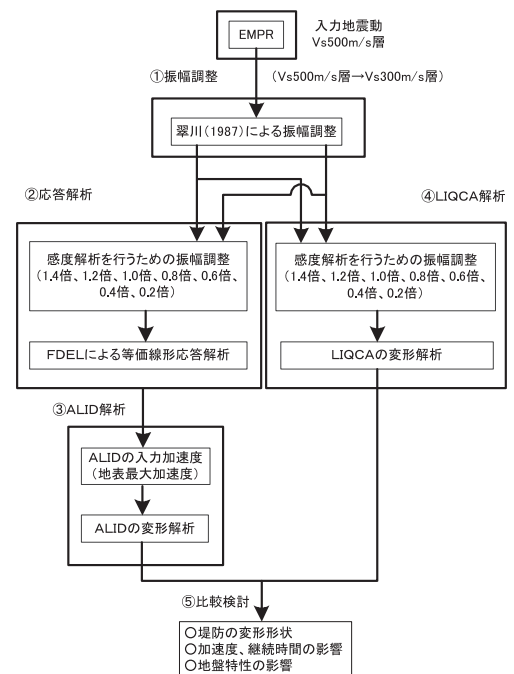 EMPR
入力地震動
Vs500m/s層
①振幅調整
(Vs500m/s層→Vs300m/s層)
翠川(1987)による振幅調整
②応答解析
④LIQCA解析
感度解析を行うための振幅調整
(1.4倍、1.2倍、1.0倍、0.8倍、0.6倍、
0.4倍、0.2倍)
FDELによる等価線形応答解析
感度解析を行うための振幅調整
(1.4倍、1.2倍、1.0倍、0.8倍、0.6倍、
0.4倍、0.2倍)
LIQCAの変形解析
③ALID解析
ALIDの入力加速度
(地表最大加速度)
ALIDの変形解析
⑤比較検討
○堤防の変形形状
○加速度、継続時間の影響
○地盤特性の影響